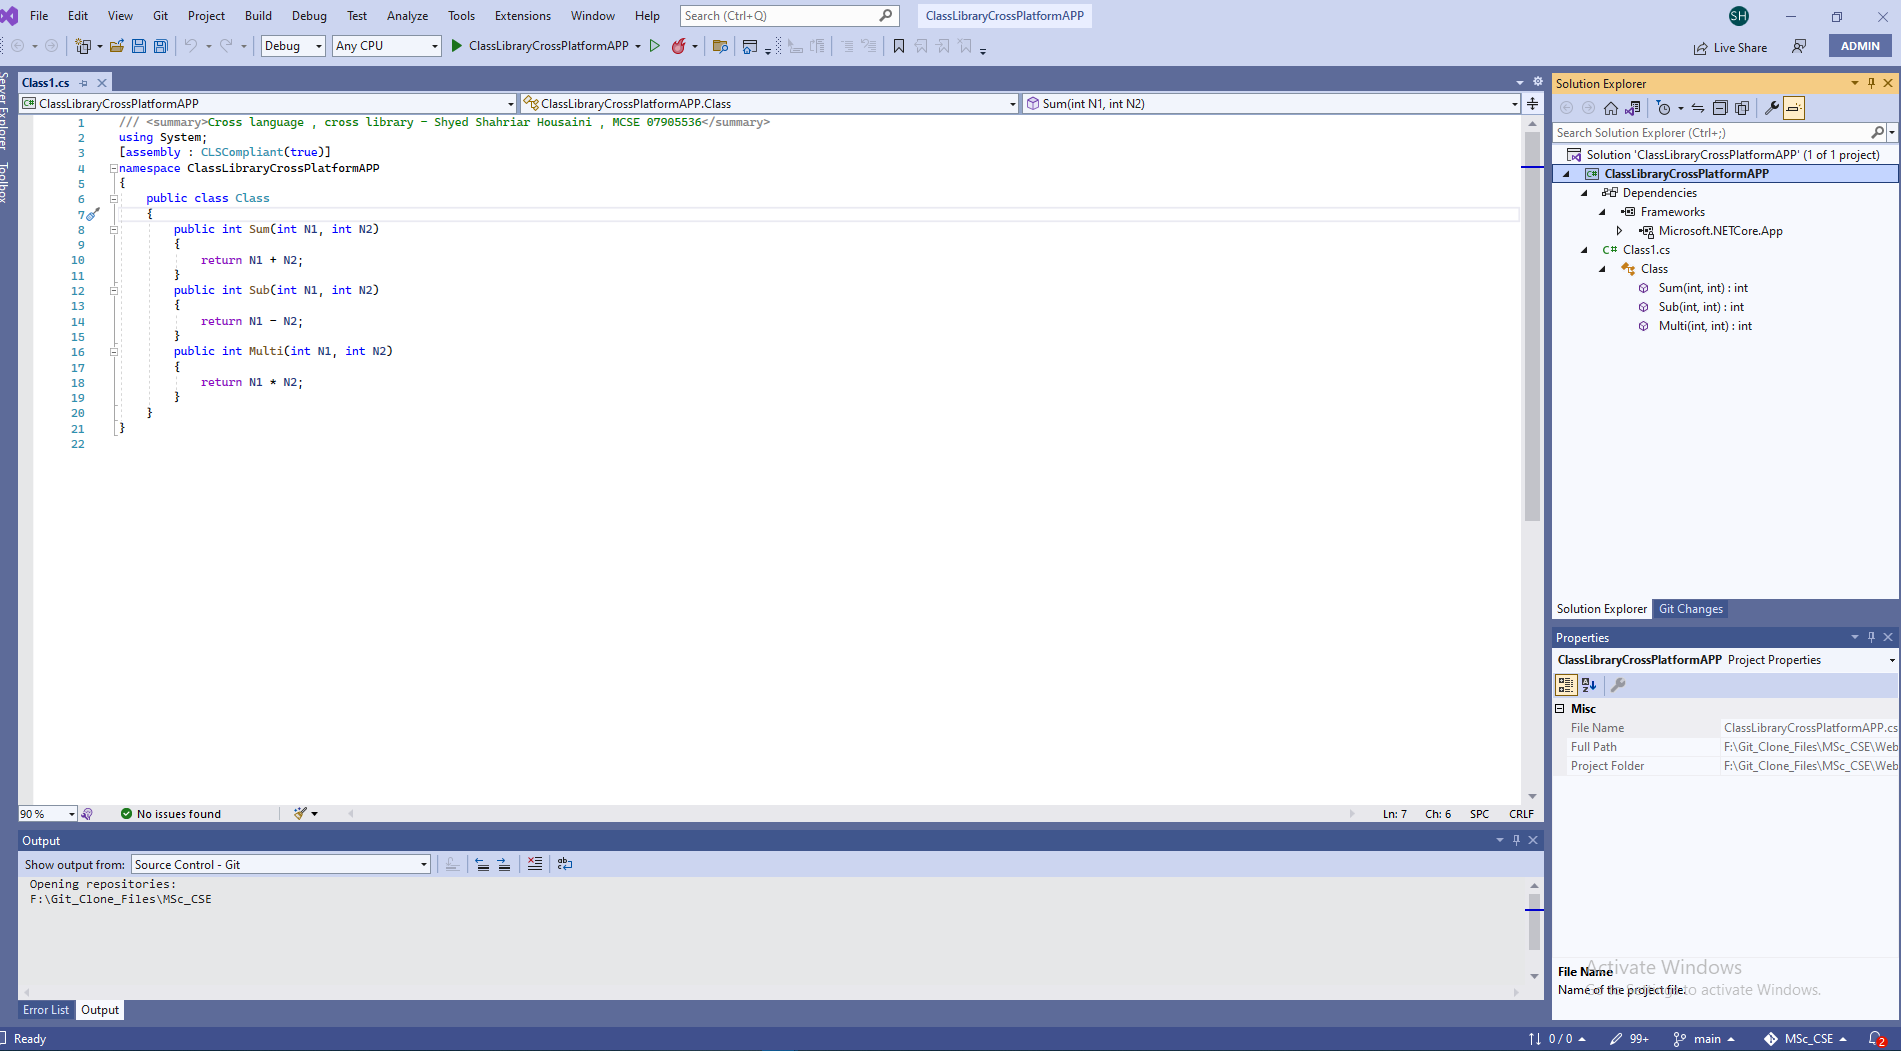 File Edit View Git Project Build Debug Test Analyze Tools Extensions Window Help Search (Ctrl+Q) ClassLibraryCrossPlatformAPP SH
Debug Any CPU ClassLibraryCrossPlatformAPP Live Share ADMIN
Server Explorer
Toolbox
Class1.cs
ClassLibraryCrossPlatformAPP ClassLibraryCrossPlatformAPP.Class Sum(int N1, int N2)
1 /// <summary>Cross language , cross library - Shyed Shahriar Housaini , MCSE 07905536</summary>
2 using System;
3 [assembly : CLSCompliant(true)]
4 namespace ClassLibraryCrossPlatformAPP
5 {
6 public class Class
7 {
8 public int Sum(int N1, int N2)
9 {
10 return N1 + N2;
11 }
12 public int Sub(int N1, int N2)
13 {
14 return N1 - N2;
15 }
16 public int Multi(int N1, int N2)
17 {
18 return N1 * N2;
19 }
20 }
21 }
22
90 % No issues found Ln: 7 Ch: 6 SPC CRLF
Output
Show output from: Source Control - Git
Opening repositories:
F:\Git_Clone_Files\MSc_CSE
Error List Output
Solution Explorer
Search Solution Explorer (Ctrl+;)
Solution 'ClassLibraryCrossPlatformAPP' (1 of 1 project)
C# ClassLibraryCrossPlatformAPP
Dependencies
Frameworks
Microsoft.NETCore.App
C# Class1.cs
Class
Sum(int, int) : int
Sub(int, int) : int
Multi(int, int) : int
Solution Explorer Git Changes
Properties
ClassLibraryCrossPlatformAPP Project Properties
Misc
File Name ClassLibraryCrossPlatformAPP.cs
Full Path F:\Git_Clone_Files\MSc_CSE\Web
Project Folder F:\Git_Clone_Files\MSc_CSE\Web
File Name
Name of the project file.
Activate Windows
Go to Settings to activate Windows.
Ready 0 / 0 99+ main MSc_CSE 2